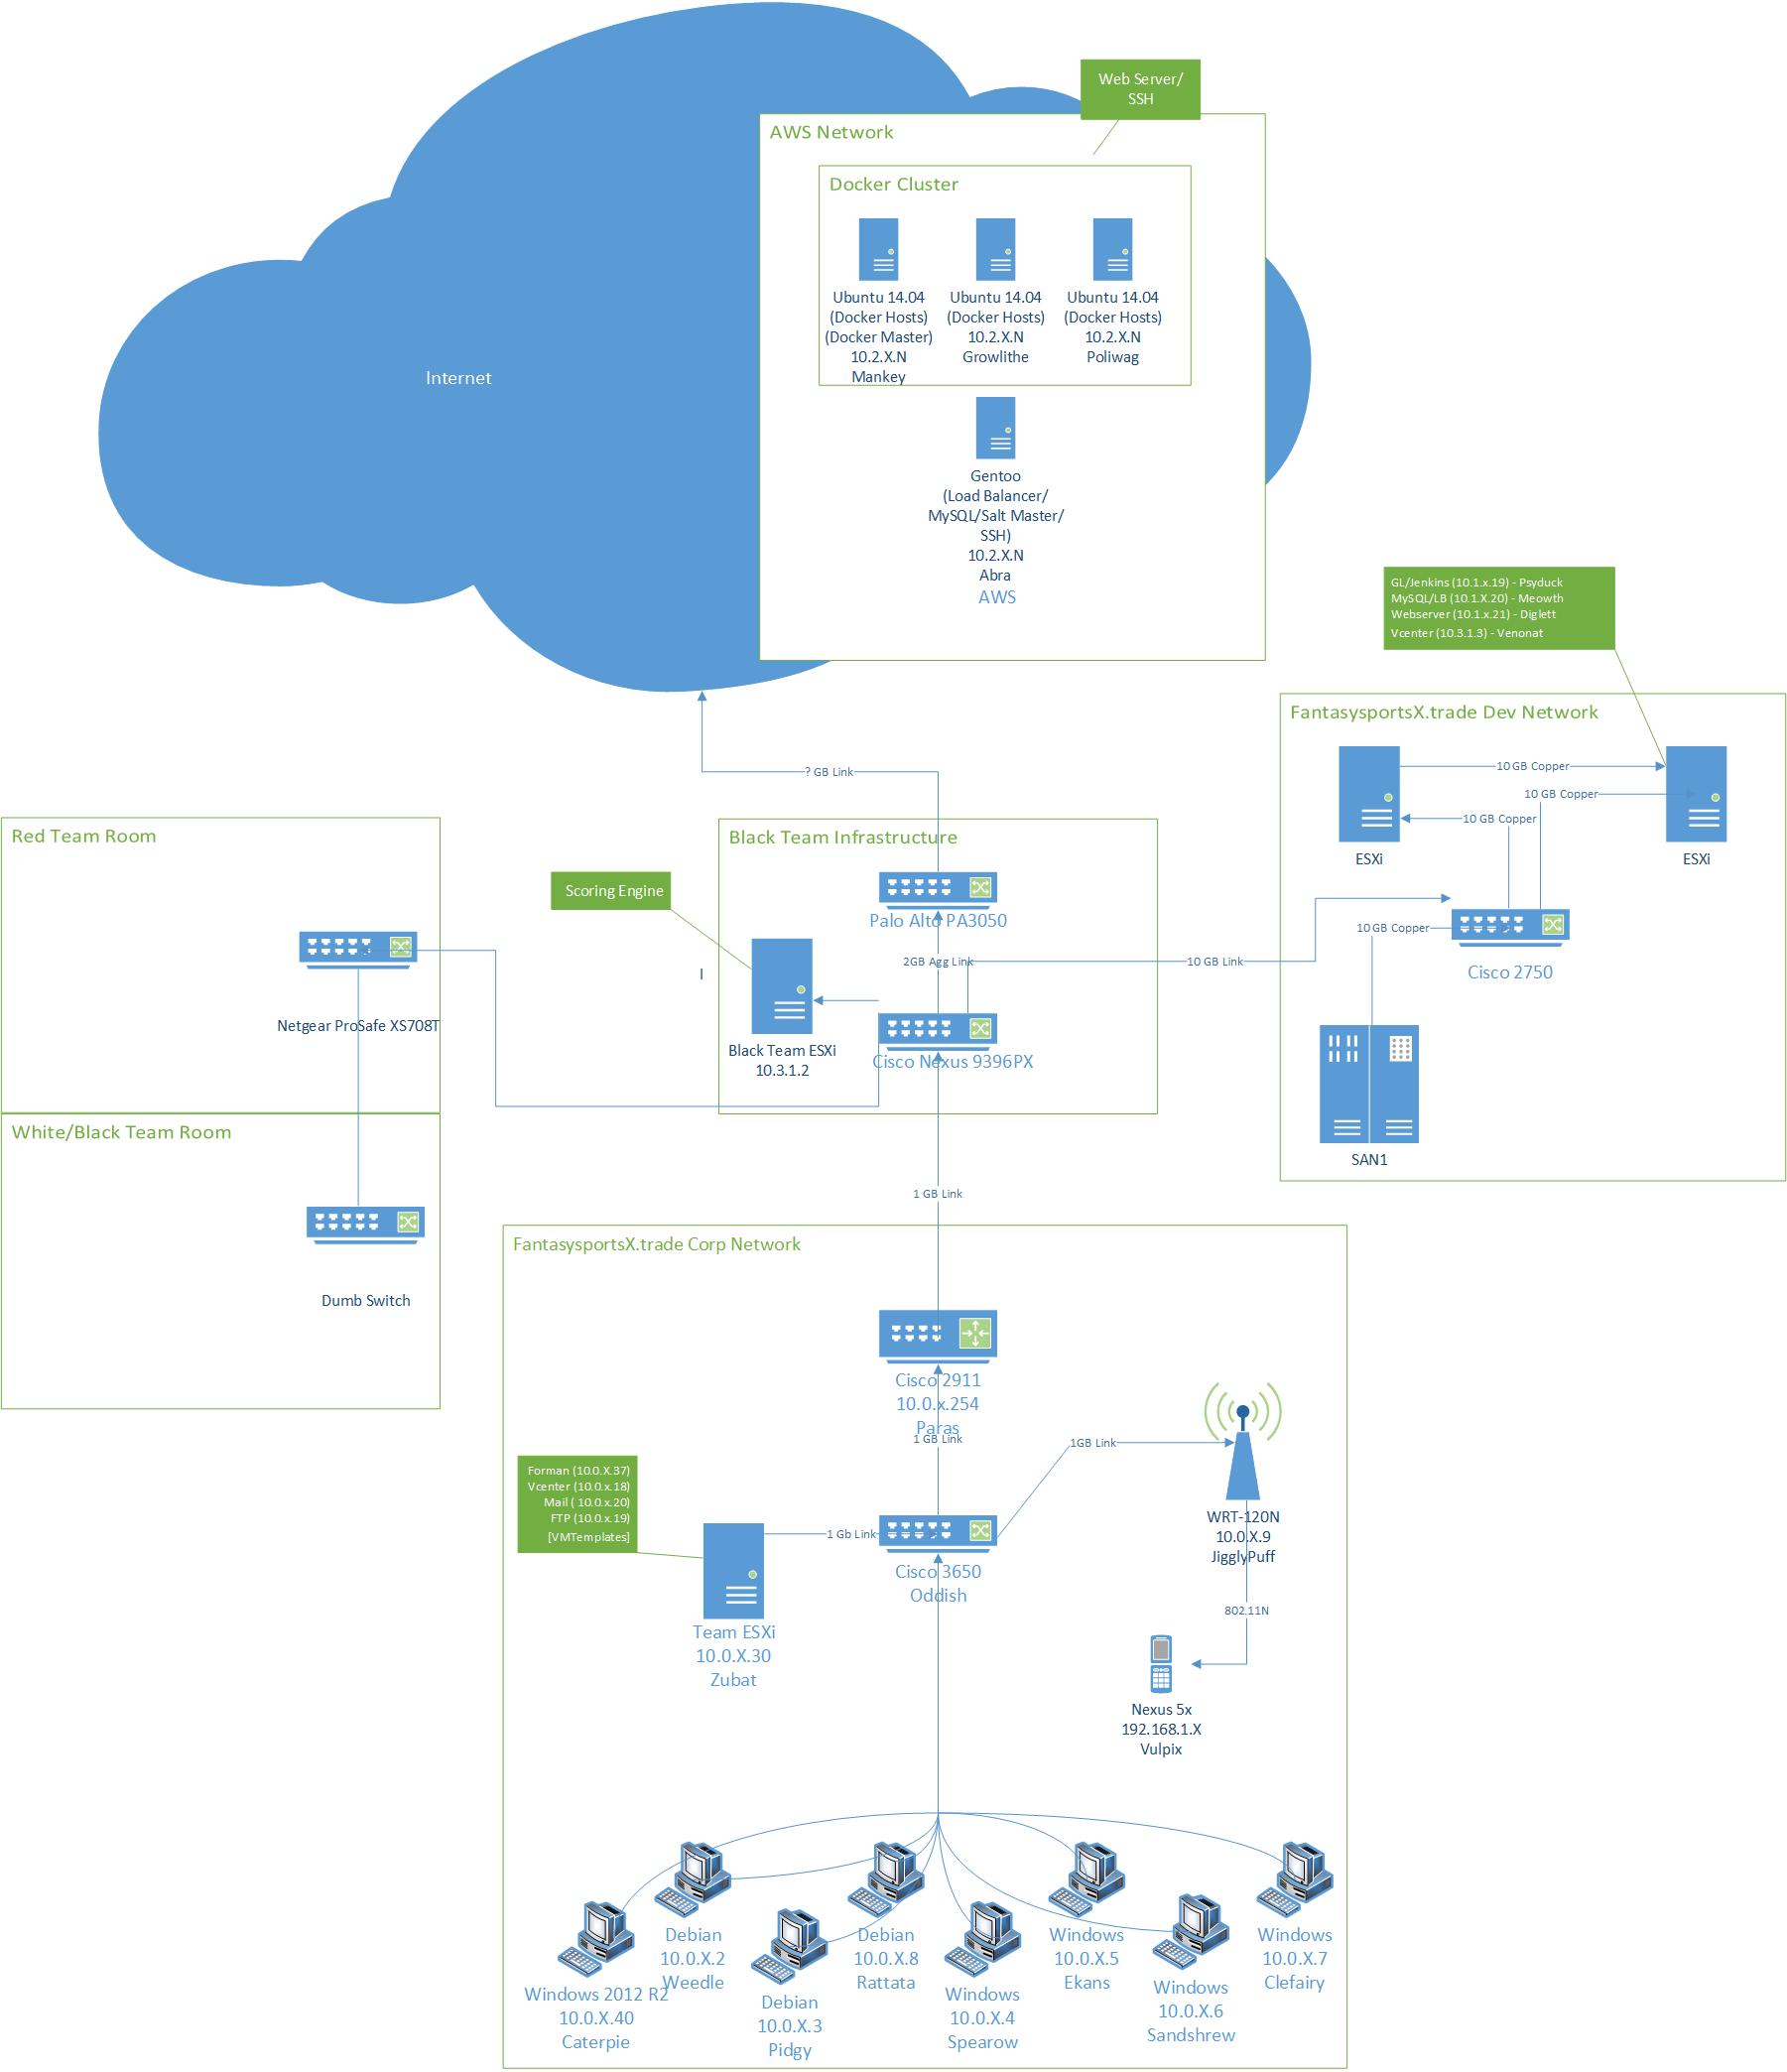 Web Server/
SSH
AWS Network
Docker Cluster
Ubuntu 14.04
(Docker Hosts)
(Docker Master)
10.2.X.N
Mankey
Ubuntu 14.04
(Docker Hosts)
10.2.X.N
Growlithe
Ubuntu 14.04
(Docker Hosts)
10.2.X.N
Poliwag
Internet
Gentoo
(Load Balancer/
MySQL/Salt Master/
SSH)
10.2.X.N
Abra
AWS
GL/Jenkins (10.1.x.19) - Psyduck
MySQL/LB (10.1.X.20) - Meowth
Webserver (10.1.x.21) - Diglett
Vcenter (10.3.1.3) - Venonat
FantasysportsX.trade Dev Network
10 GB Copper
10 GB Copper
10 GB Copper
ESXi
ESXi
10 GB Copper
Cisco 2750
SAN1
? GB Link
Red Team Room
Netgear ProSafe XS708T
White/Black Team Room
Dumb Switch
Black Team Infrastructure
Scoring Engine
Palo Alto PA3050
I
2GB Agg Link
10 GB Link
Black Team ESXi
10.3.1.2
Cisco Nexus 9396PX
1 GB Link
FantasysportsX.trade Corp Network
Cisco 2911
10.0.x.254
Paras
1 GB Link
1GB Link
Forman (10.0.X.37)
Vcenter (10.0.x.18)
Mail ( 10.0.x.20)
FTP (10.0.x.19)
[VMTemplates]
1 Gb Link
Team ESXi
10.0.X.30
Zubat
Cisco 3650
Oddish
WRT-120N
10.0.X.9
JigglyPuff
802.11N
Nexus 5x
192.168.1.X
Vulpix
Windows 2012 R2
10.0.X.40
Caterpie
Debian
10.0.X.2
Weedle
Debian
10.0.X.3
Pidgy
Debian
10.0.X.8
Rattata
Windows
10.0.X.4
Spearow
Windows
10.0.X.5
Ekans
Windows
10.0.X.6
Sandshrew
Windows
10.0.X.7
Clefairy